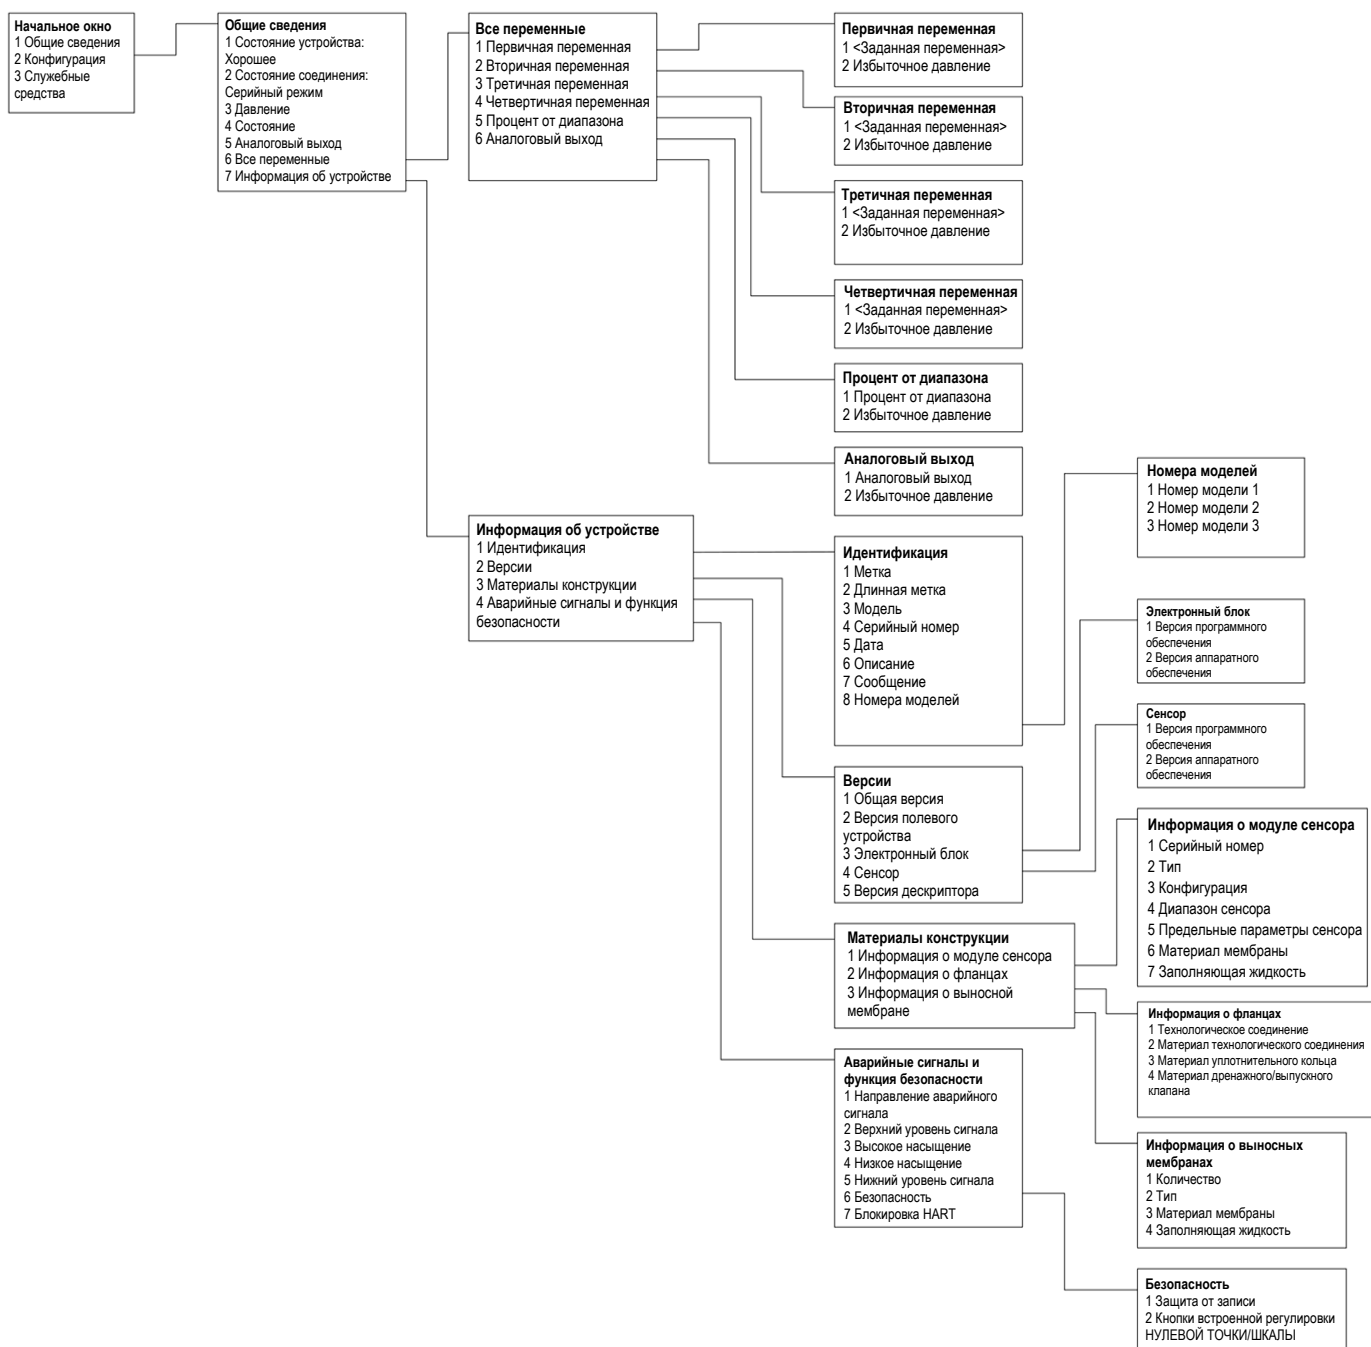 Начальное окно
1 Общие сведения
2 Конфигурация
3 Служебные
средства
Общие сведения
1 Состояние устройства:
Хорошее
2 Состояние соединения:
Серийный режим
3 Давление
4 Состояние
5 Аналоговый выход
6 Все переменные
7 Информация об устройстве
Все переменные
1 Первичная переменная
2 Вторичная переменная
3 Третичная переменная
4 Четвертичная переменная
5 Процент от диапазона
6 Аналоговый выход
Первичная переменная
1 <Заданная переменная>
2 Избыточное давление
Вторичная переменная
1 <Заданная переменная>
2 Избыточное давление
Третичная переменная
1 <Заданная переменная>
2 Избыточное давление
Четвертичная переменная
1 <Заданная переменная>
2 Избыточное давление
Процент от диапазона
1 Процент от диапазона
2 Избыточное давление
Аналоговый выход
1 Аналоговый выход
2 Избыточное давление
Информация об устройстве
1 Идентификация
2 Версии
3 Материалы конструкции
4 Аварийные сигналы и функция
безопасности
Идентификация
1 Метка
2 Длинная метка
3 Модель
4 Серийный номер
5 Дата
6 Описание
7 Сообщение
8 Номера моделей
Номера моделей
1 Номер модели 1
2 Номер модели 2
3 Номер модели 3
Версии
1 Общая версия
2 Версия полевого
устройства
3 Электронный блок
4 Сенсор
5 Версия дескриптора
Электронный блок
1 Версия программного
обеспечения
2 Версия аппаратного
обеспечения
Сенсор
1 Версия программного
обеспечения
2 Версия аппаратного
обеспечения
Материалы конструкции
1 Информация о модуле сенсора
2 Информация о фланцах
3 Информация о выносной
мембране
Информация о модуле сенсора
1 Серийный номер
2 Тип
3 Конфигурация
4 Диапазон сенсора
5 Предельные параметры сенсора
6 Материал мембраны
7 Заполняющая жидкость
Информация о фланцах
1 Технологическое соединение
2 Материал технологического соединения
3 Материал уплотнительного кольца
4 Материал дренажного/выпускного
клапана
Информация о выносных
мембранах
1 Количество
2 Тип
3 Материал мембраны
4 Заполняющая жидкость
Аварийные сигналы и
функция безопасности
1 Направление аварийного
сигнала
2 Верхний уровень сигнала
3 Высокое насыщение
4 Низкое насыщение
5 Нижний уровень сигнала
6 Безопасность
7 Блокировка HART
Безопасность
1 Защита от записи
2 Кнопки встроенной регулировки
НУЛЕВОЙ ТОЧКИ/ШКАЛЫ